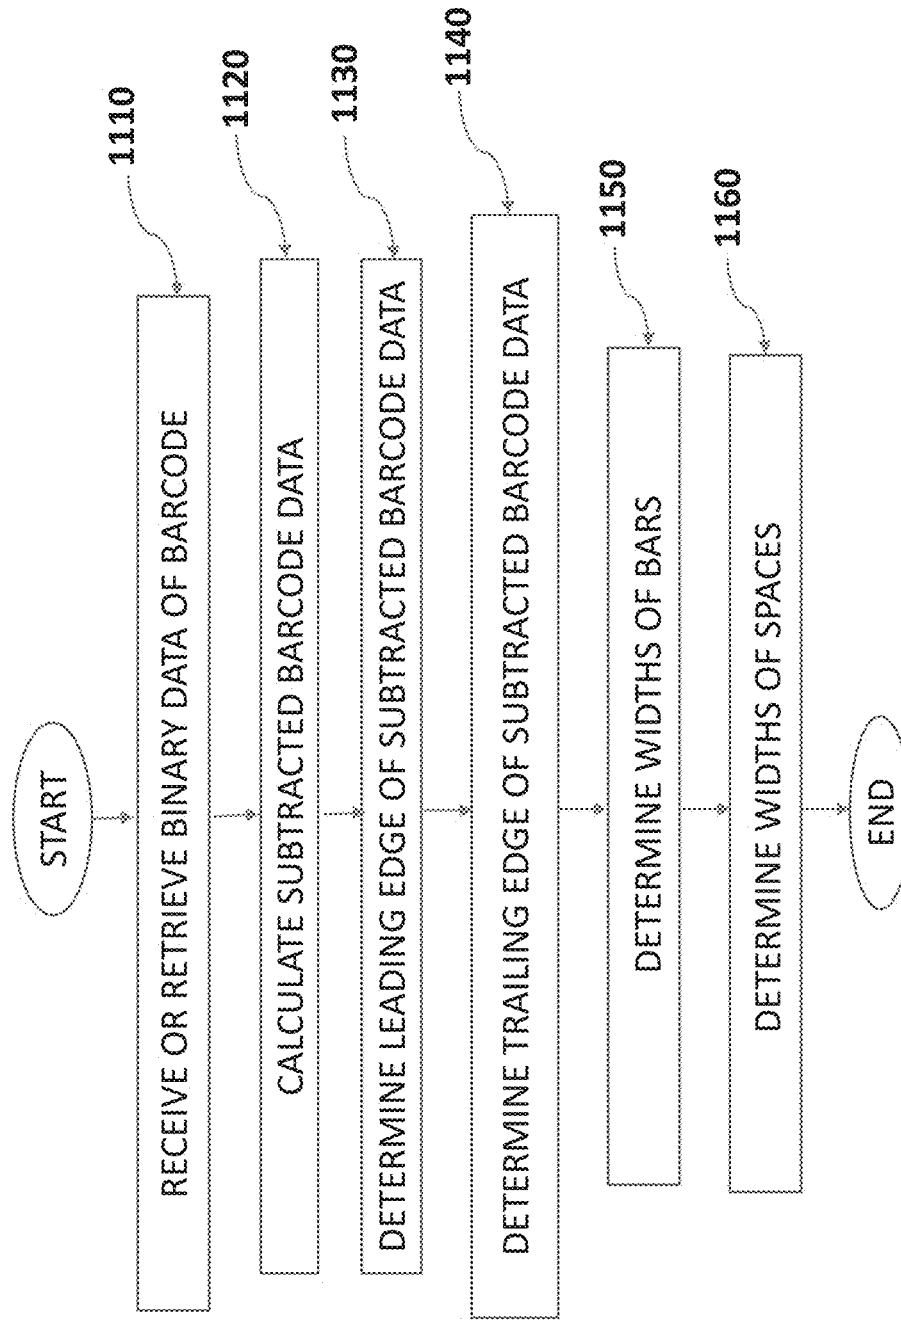 START
RECEIVE OR RETRIEVE BINARY DATA OF BARCODE
1110
CALCULATE SUBTRACTED BARCODE DATA
1120
DETERMINE LEADING EDGE OF SUBTRACTED BARCODE DATA
1130
DETERMINE TRAILING EDGE OF SUBTRACTED BARCODE DATA
1140
DETERMINE WIDTHS OF BARS
1150
DETERMINE WIDTHS OF SPACES
1160
END